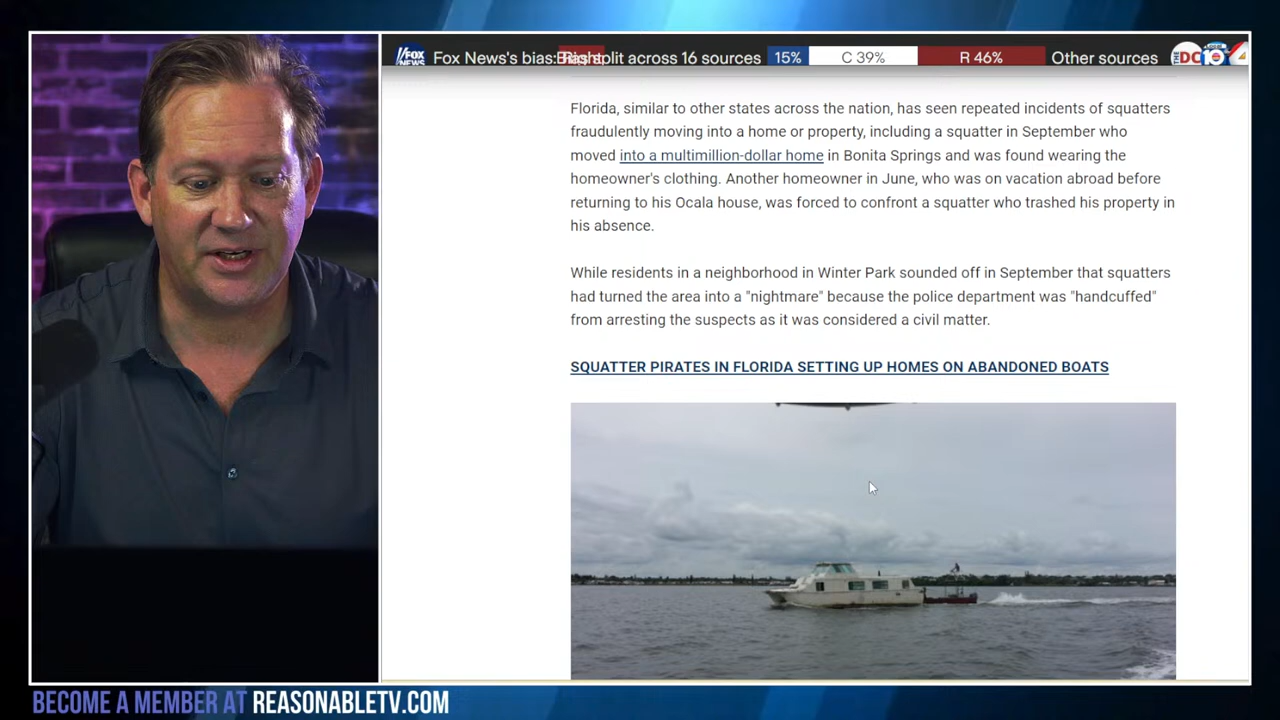 FOX NEWS Fox News's bias: Right split across 16 sources 15% C 39% R 46% Other sources DC 10
Florida, similar to other states across the nation, has seen repeated incidents of squatters
fraudulently moving into a home or property, including a squatter in September who
moved into a multimillion-dollar home in Bonita Springs and was found wearing the
homeowner's clothing. Another homeowner in June, who was on vacation abroad before
returning to his Ocala house, was forced to confront a squatter who trashed his property in
his absence.
While residents in a neighborhood in Winter Park sounded off in September that squatters
had turned the area into a "nightmare" because the police department was "handcuffed"
from arresting the suspects as it was considered a civil matter.
SQUATTER PIRATES IN FLORIDA SETTING UP HOMES ON ABANDONED BOATS
BECOME A MEMBER AT REASONABLETV.COM